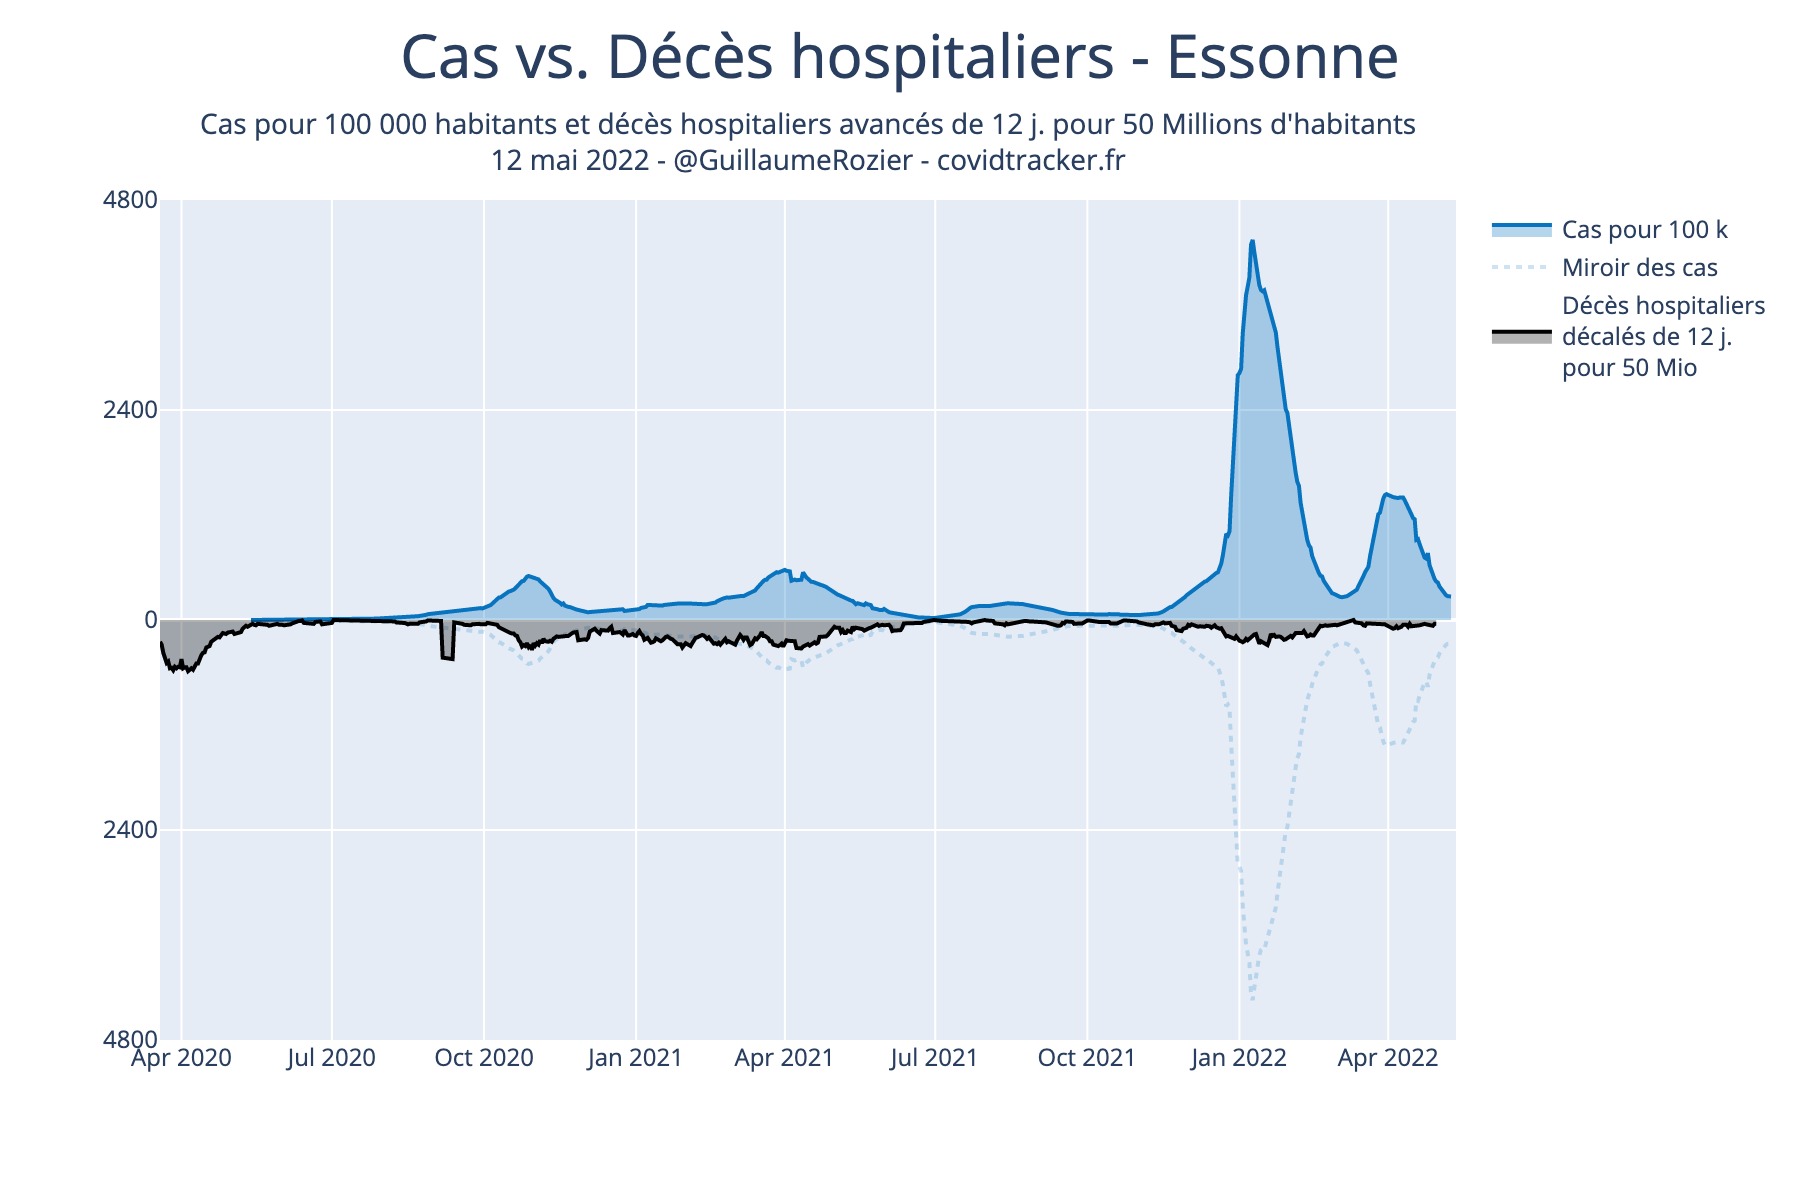 Cas vs. Décès hospitaliers - Essonne
Cas pour 100 000 habitants et décès hospitaliers avancés de 12 j. pour 50 Millions d'habitants
12 mai 2022 - @GuillaumeRozier - covidtracker.fr
4800
2400
0
2400
4800
Apr 2020
Jul 2020
Oct 2020
Jan 2021
Apr 2021
Jul 2021
Oct 2021
Jan 2022
Apr 2022
Cas pour 100 k
Miroir des cas
Décès hospitaliers
décalés de 12 j.
pour 50 Mio